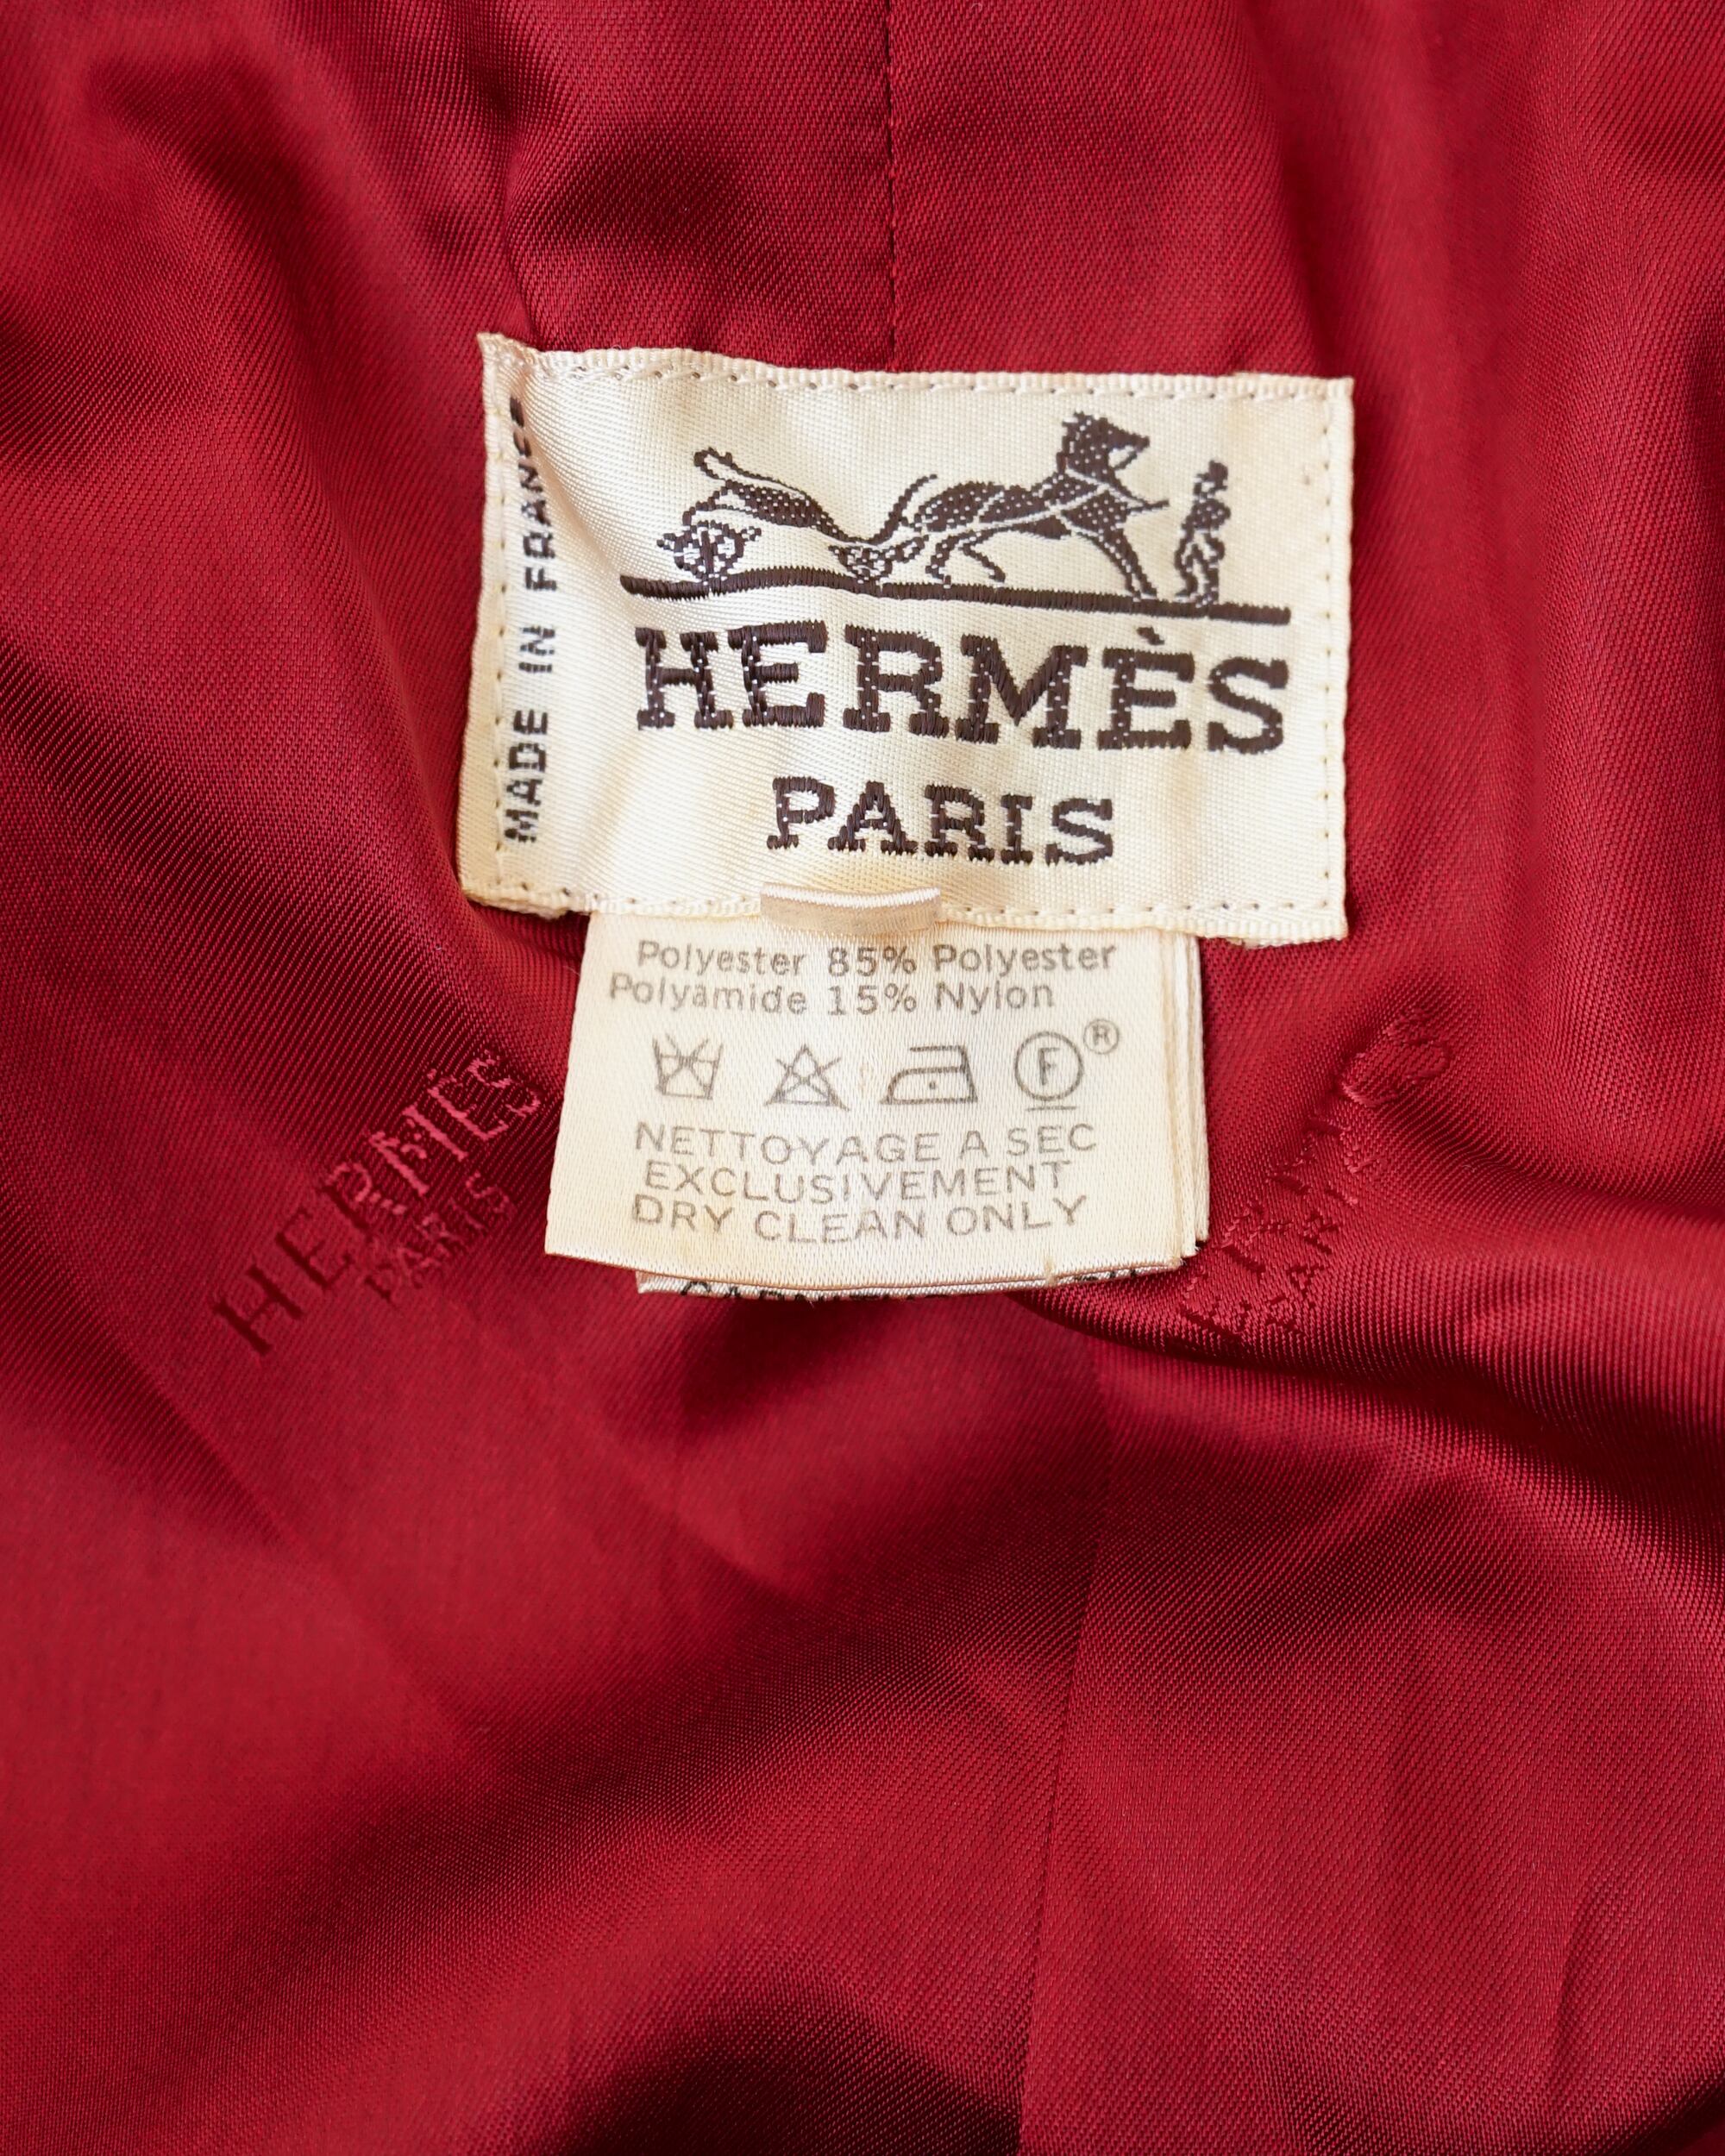 MADE IN FRANCE
HERMÈS
PARIS
Polyester 85% Polyester
Polyamide 15% Nylon
F®
NETTOYAGE A SEC
EXCLUSIVEMENT
DRY CLEAN ONLY
HERMÈS
PARIS
PARIS